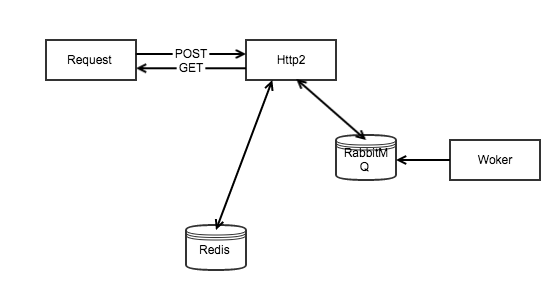 POST
Request
Http2
GET
RabbitM
Q
Woker
Redis